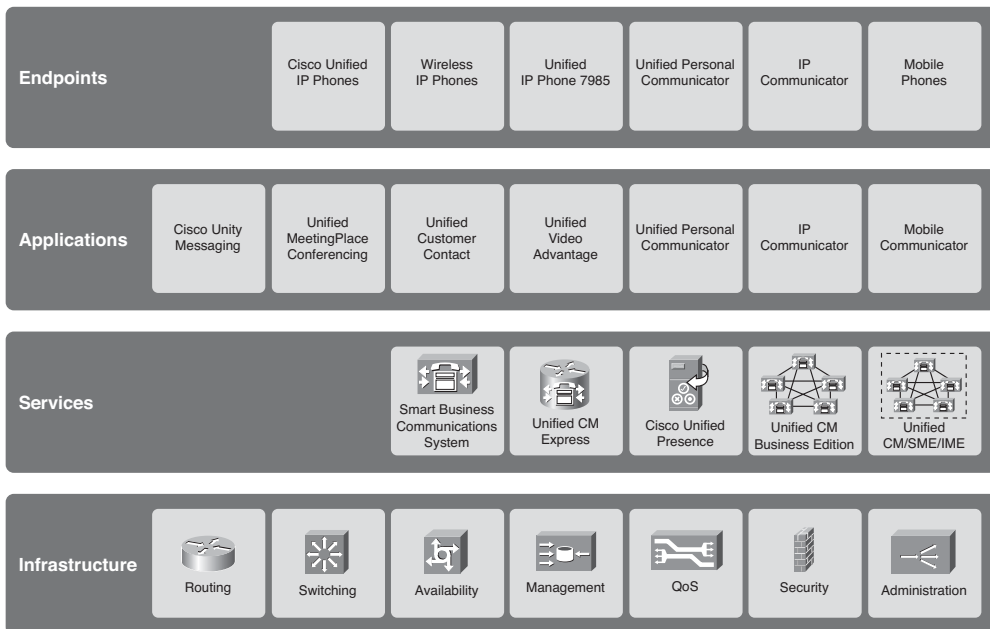 Endpoints
Cisco Unified
IP Phones
Wireless
IP Phones
Unified
IP Phone 7985
Unified Personal
Communicator
IP
Communicator
Mobile
Phones
Applications
Cisco Unity
Messaging
Unified
MeetingPlace
Conferencing
Unified
Customer
Contact
Unified
Video
Advantage
Unified Personal
Communicator
IP
Communicator
Mobile
Communicator
Services
Smart Business
Communications
System
Unified CM
Express
Cisco Unified
Presence
Unified CM
Business Edition
Unified
CM/SME/IME
Infrastructure
Routing
Switching
Availability
Management
QoS
Security
Administration